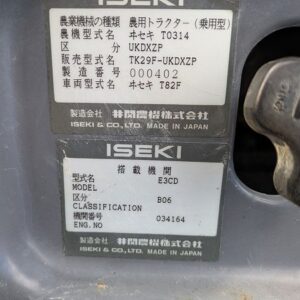 ISEKI
農業機械の種類 農用トラクター(乗用型)
農機型式名 ヰセキ T0314
区分 UKDXZP
販売型式名 TK29F-UKDXZP
製造番号 000402
車両型式名 ヰセキ T82F
製造会社 井関農機株式会社
ISEKI & CO., LTD. MADE IN JAPAN
ISEKI
搭載機関
型式名 E3CD
MODEL
区分 B06
CLASSIFICATION
機関番号 034164
ENG.NO
製造会社 井関農機株式会社
ISEKI & CO., LTD. MADE IN JAPAN